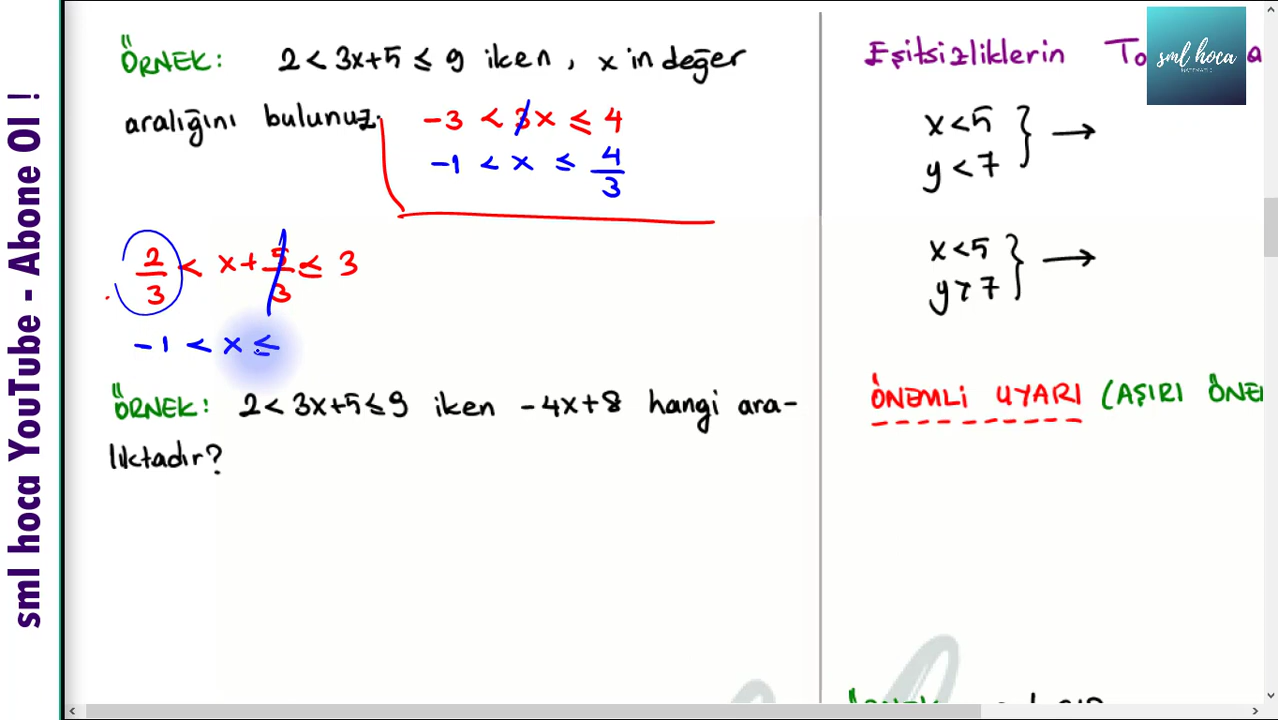 sml hoca YouTube - Abone Ol !
ÖRNEK: 2 < 3x+5 ≤ 9 iken, x in değer
aralığını bulunuz.
-3 < 3x ≤ 4
-1 < x ≤ 4/3
2/3 < x + 5/3 ≤ 3
-1 < x ≤
ÖRNEK: 2 < 3x+5 ≤ 9 iken -4x+8 hangi ara-
lıktadır?
Eşitsizliklerin
sml hoca
x < 5
y < 7
x < 5
y > 7
ÖNEMLİ UYARI (AŞIRI